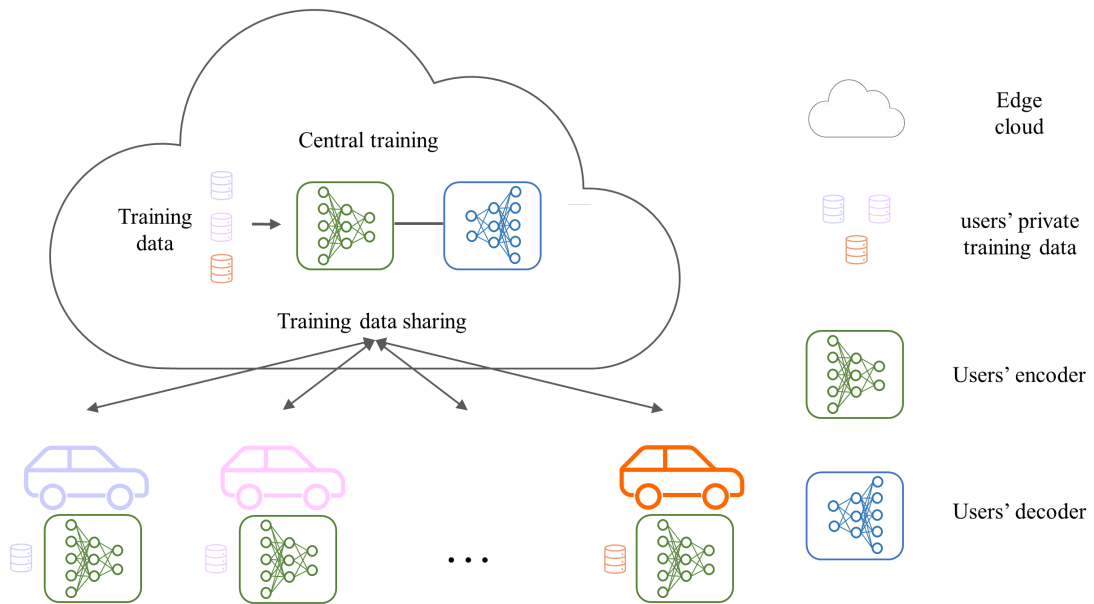 Central training
Training
data
Training data sharing
...
Edge
cloud
users' private
training data
Users' encoder
Users' decoder